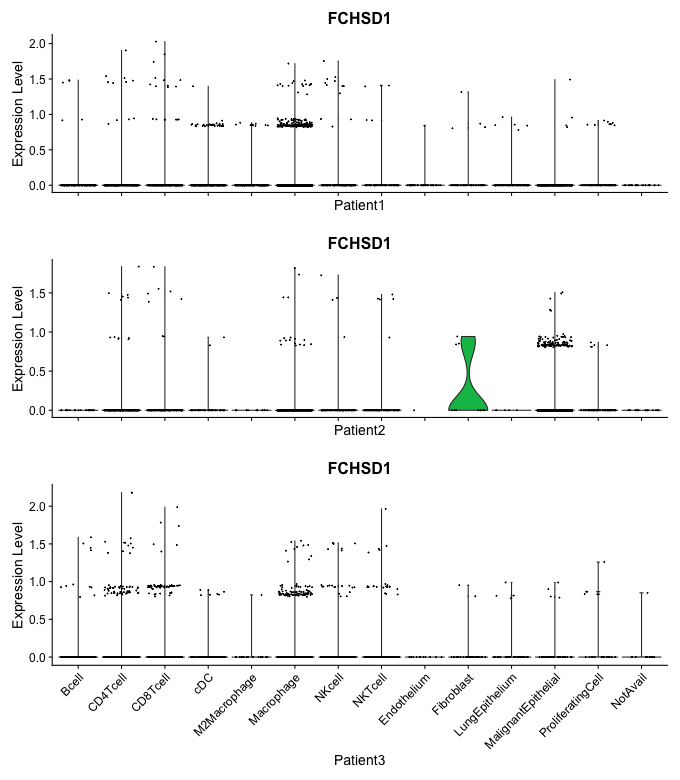 FCHSD1
Expression Level
2.0
1.5
1.0
0.5
0.0
Patient1
FCHSD1
Expression Level
1.5
1.0
0.5
0.0
Patient2
FCHSD1
Expression Level
2.0
1.5
1.0
0.5
0.0
Bcell
CD4Tcell
CD8Tcell
cDC
M2Macrophage
Macrophage
NKcell
NKTcell
Endothelium
Fibroblast
LungEpithelium
MalignantEpithelial
ProliferatingCell
NotAvail
Patient3